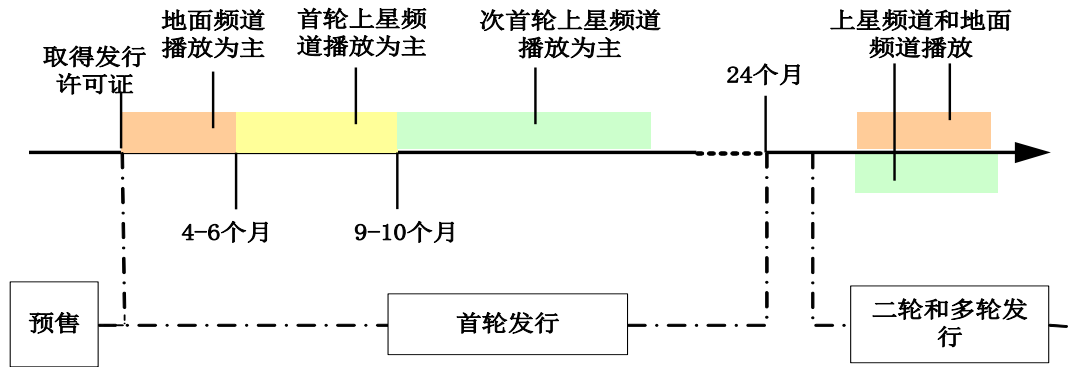 取得发行
许可证
地面频道
播放为主
首轮上星频
道播放为主
次首轮上星频道
播放为主
24个月
上星频道和地面
频道播放
4-6个月
9-10个月
预售
首轮发行
二轮和多轮发
行